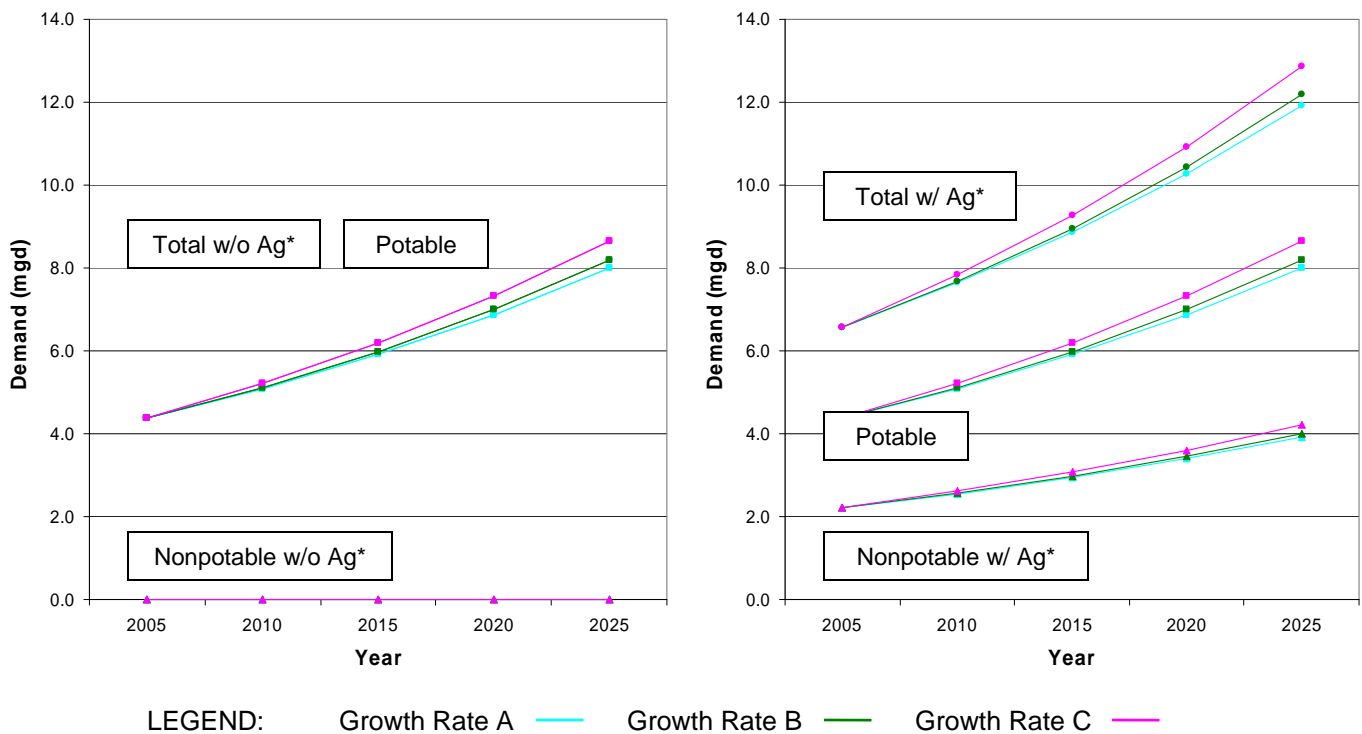 14.0
12.0
10.0
8.0
6.0
4.0
2.0
0.0
Demand (mgd)
Total w/o Ag*
Potable
Nonpotable w/o Ag*
2005 2010 2015 2020 2025
Year
14.0
12.0
10.0
8.0
6.0
4.0
2.0
0.0
Demand (mgd)
Total w/ Ag*
Potable
Nonpotable w/ Ag*
2005 2010 2015 2020 2025
Year
LEGEND: Growth Rate A Growth Rate B Growth Rate C